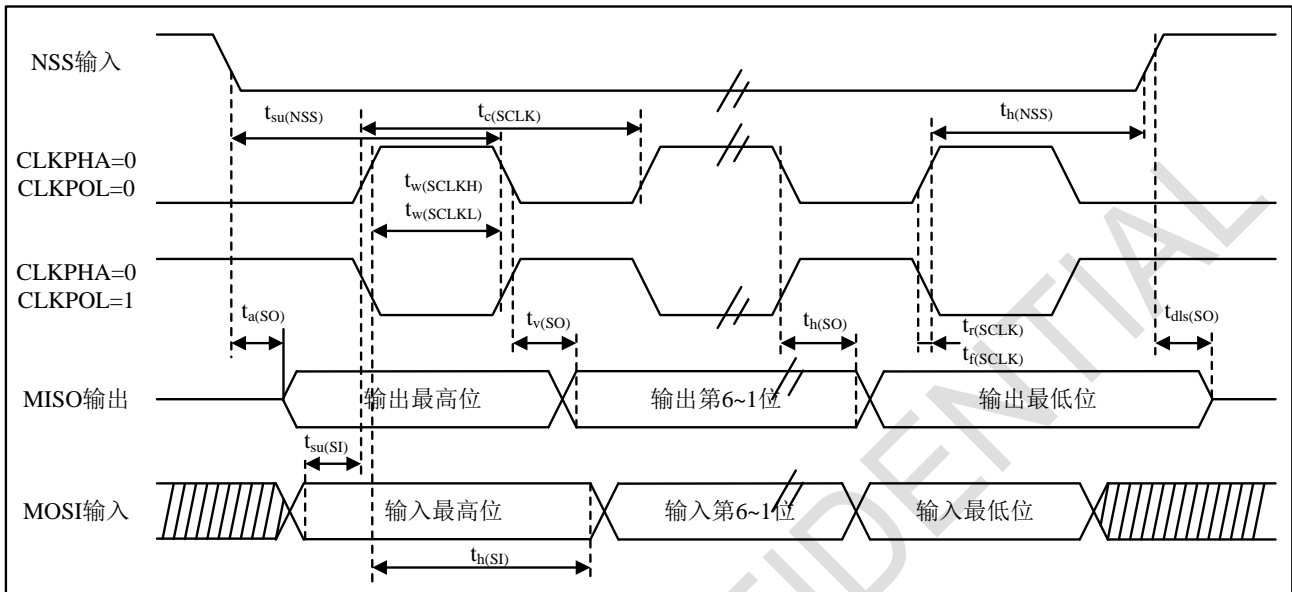 NSS输入
tsu(NSS)
tc(SCLK)
th(NSS)
CLKPHA=0
CLKPOL=0
tw(SCLKH)
tw(SCLKL)
CLKPHA=0
CLKPOL=1
ta(SO)
tv(SO)
th(SO)
tr(SCLK)
tf(SCLK)
tdls(SO)
MISO输出
输出最高位
输出第6~1位
输出最低位
tsu(SI)
MOSI输入
输入最高位
输入第6~1位
输入最低位
th(SI)
FIDENTIAL